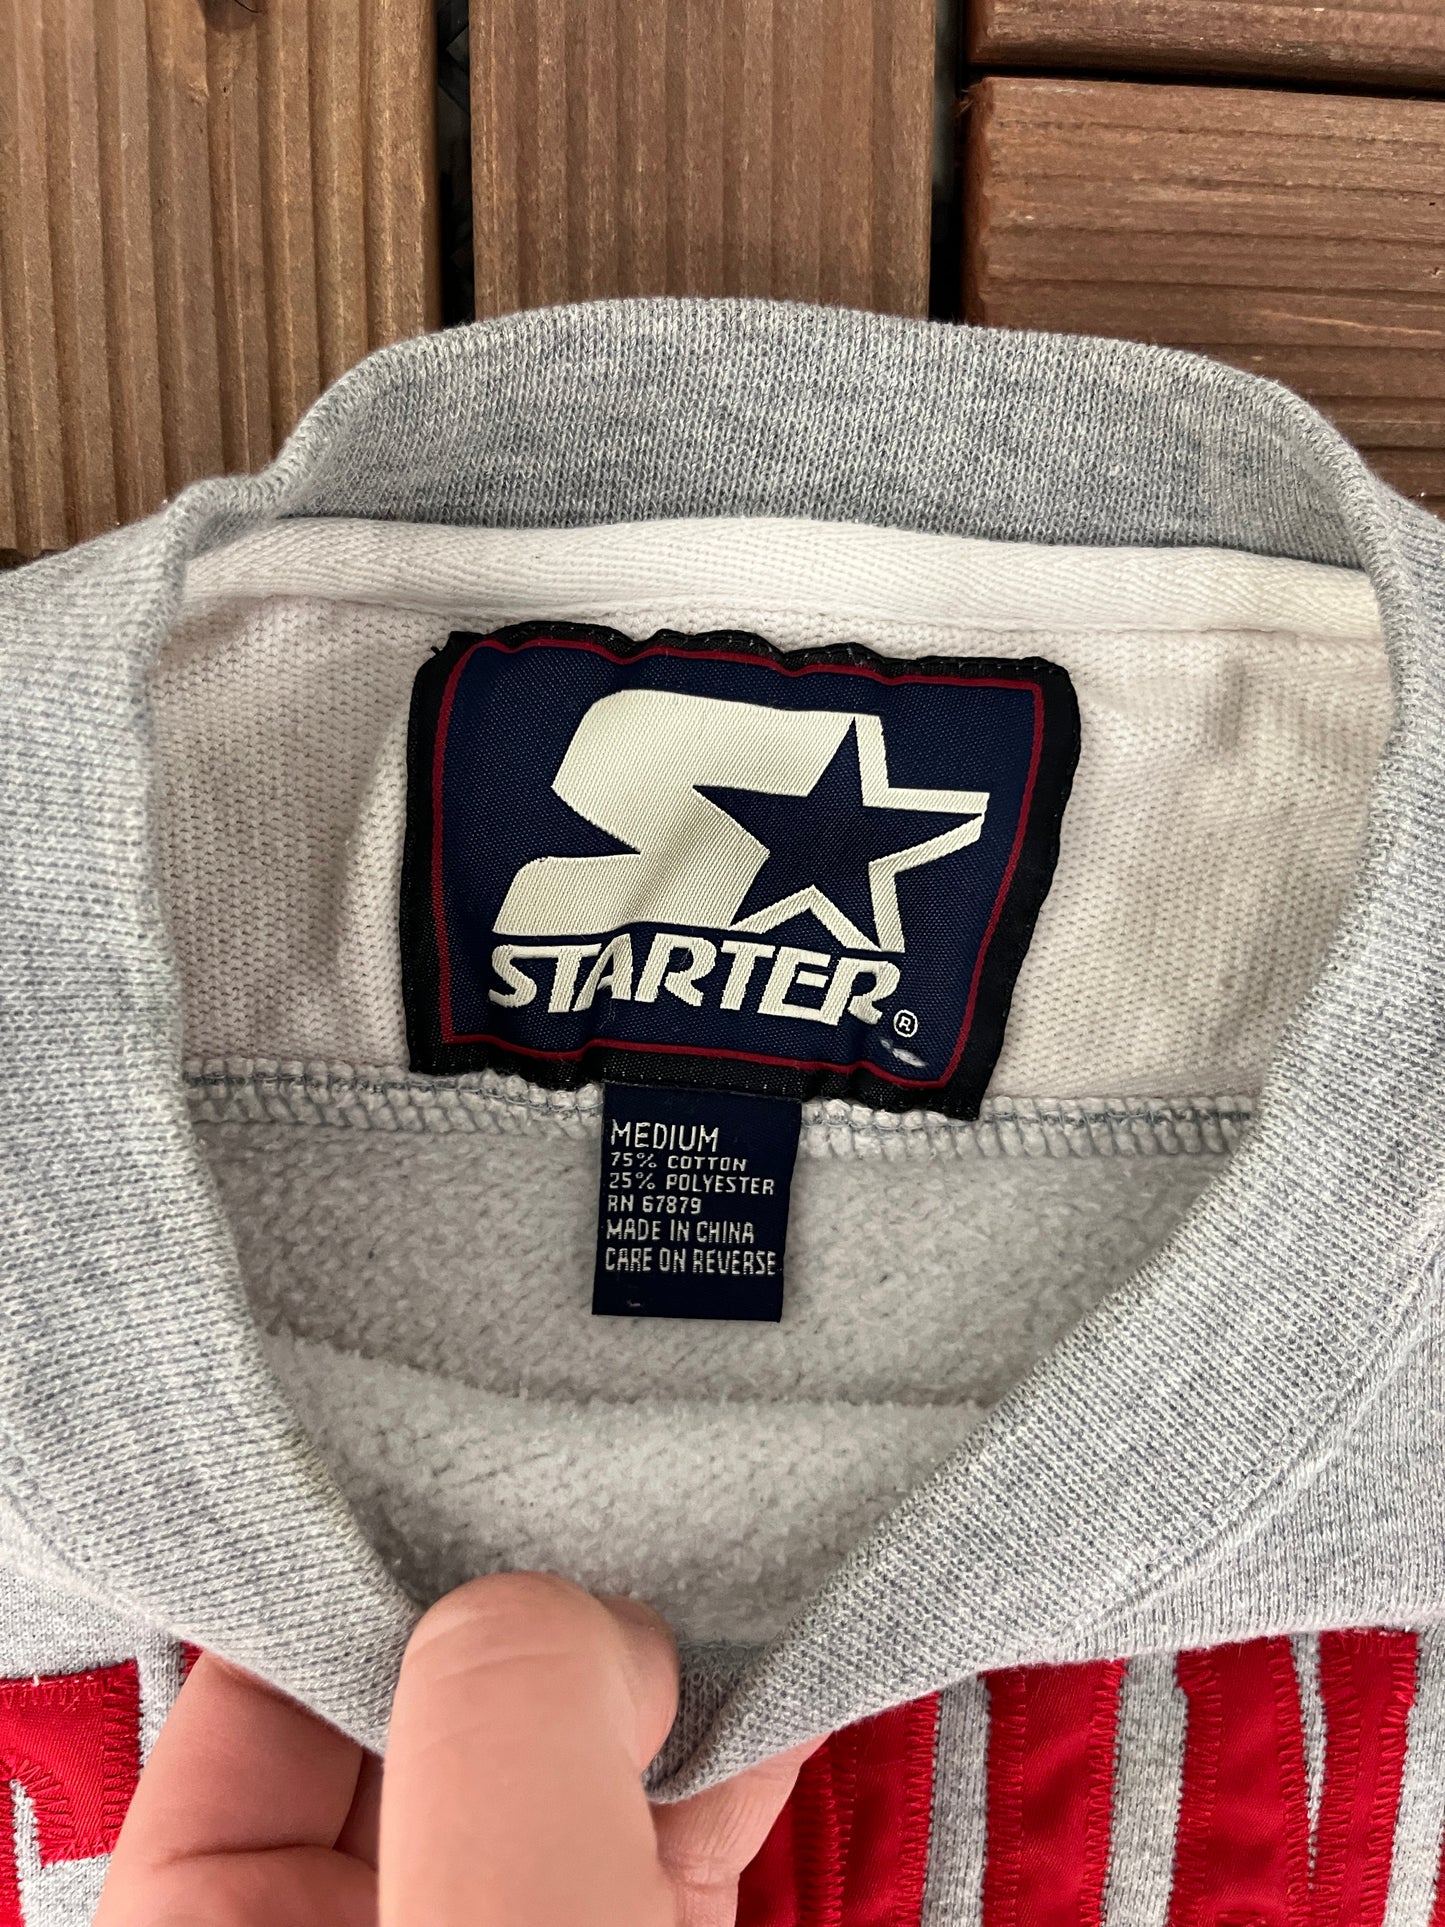 STARTER®
MEDIUM
75% COTTON
25% POLYESTER
RN 67879
MADE IN CHINA
CARE ON REVERSE